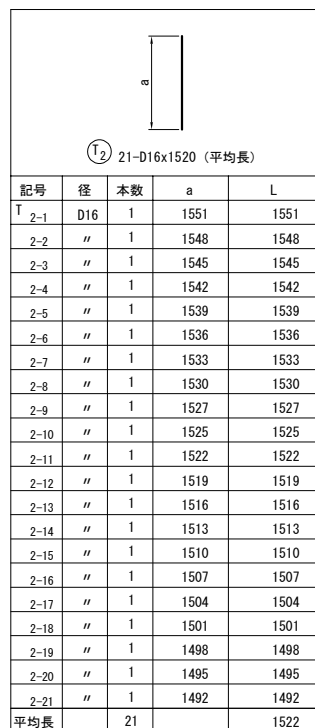 a
T2 21-D16x1520 (平均長)
記号 径 本数 a L
T 2-1 D16 1 1551 1551
2-2 〃 1 1548 1548
2-3 〃 1 1545 1545
2-4 〃 1 1542 1542
2-5 〃 1 1539 1539
2-6 〃 1 1536 1536
2-7 〃 1 1533 1533
2-8 〃 1 1530 1530
2-9 〃 1 1527 1527
2-10 〃 1 1525 1525
2-11 〃 1 1522 1522
2-12 〃 1 1519 1519
2-13 〃 1 1516 1516
2-14 〃 1 1513 1513
2-15 〃 1 1510 1510
2-16 〃 1 1507 1507
2-17 〃 1 1504 1504
2-18 〃 1 1501 1501
2-19 〃 1 1498 1498
2-20 〃 1 1495 1495
2-21 〃 1 1492 1492
平均長 21 1522